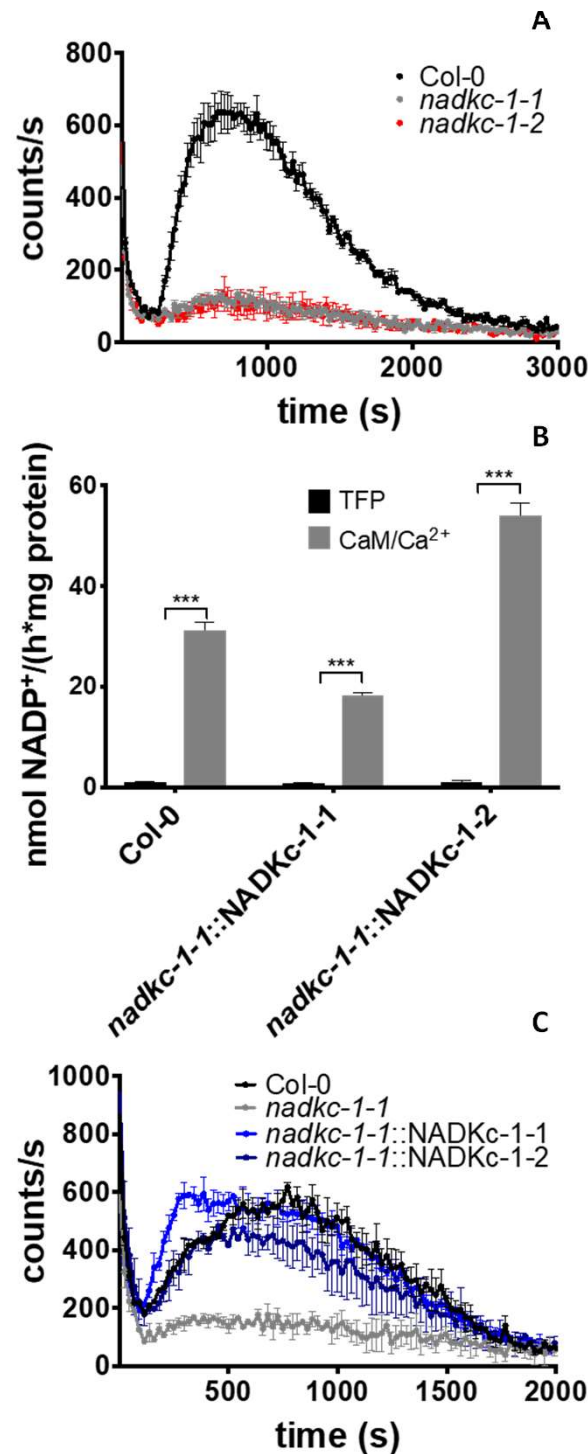 A
800
600
400
200
0
counts/s
Col-0
nadkc-1-1
nadkc-1-2
1000 2000 3000
time (s)
B
60
40
20
0
nmol NADP⁺/(h*mg protein)
TFP
CaM/Ca²⁺
***
***
***
Col-0
nadkc-1-1::NADKc-1-1
nadkc-1-1::NADKc-1-2
C
1000
800
600
400
200
0
counts/s
Col-0
nadkc-1-1
nadkc-1-1::NADKc-1-1
nadkc-1-1::NADKc-1-2
500 1000 1500 2000
time (s)